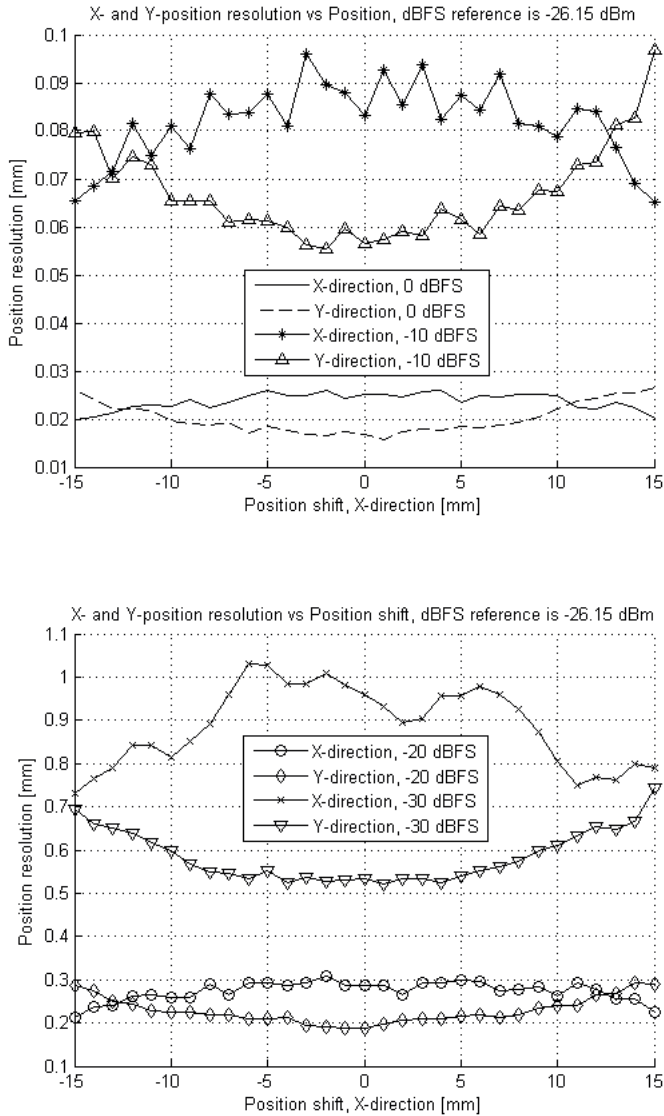 X- and Y-position resolution vs Position, dBFS reference is -26.15 dBm
0.1
0.09
0.08
0.07
0.06
0.05
0.04
0.03
0.02
0.01
Position resolution [mm]
X-direction, 0 dBFS
Y-direction, 0 dBFS
X-direction, -10 dBFS
Y-direction, -10 dBFS
-15 -10 -5 0 5 10 15
Position shift, X-direction [mm]
X- and Y-position resolution vs Position shift, dBFS reference is -26.15 dBm
1.1
1
0.9
0.8
0.7
0.6
0.5
0.4
0.3
0.2
0.1
Position resolution [mm]
X-direction, -20 dBFS
Y-direction, -20 dBFS
X-direction, -30 dBFS
Y-direction, -30 dBFS
-15 -10 -5 0 5 10 15
Position shift, X-direction [mm]